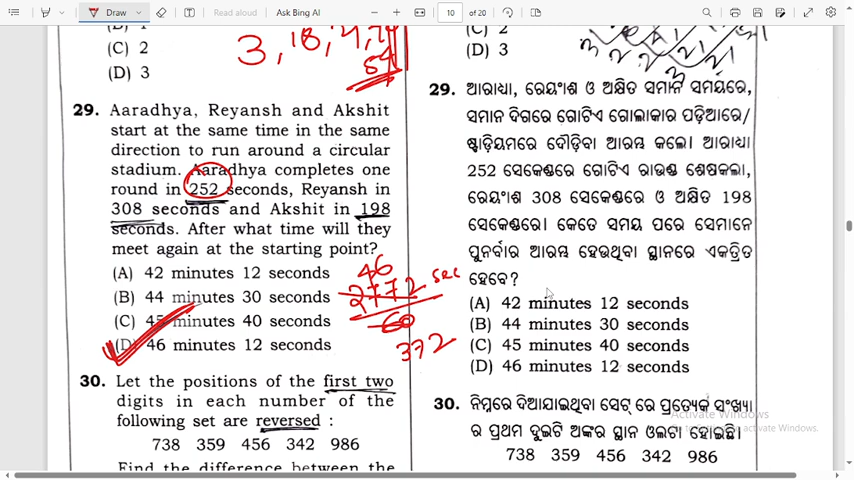 Draw
Read aloud
Ask Bing AI
10
of 20
(C) 2
(D) 3
3, 18,
84
29. Aaradhya, Reyansh and Akshit
start at the same time in the same
direction to run around a circular
stadium. Aaradhya completes one
round in 252 seconds, Reyansh in
308 seconds and Akshit in 198
seconds. After what time will they
meet again at the starting point?
(A) 42 minutes 12 seconds
(B) 44 minutes 30 seconds
(C) 45 minutes 40 seconds
(D) 46 minutes 12 seconds
46
2772 sec
60
372
30. Let the positions of the first two
digits in each number of the
following set are reversed :
738 359 456 342 986
Find the difference between the
(C) 2
(D) 3
29. ଆରାଧ୍ୟା, ରେୟାଂଶ ଓ ଅକ୍ଷିତ ସମାନ ସମୟରେ,
ସମାନ ଦିଗରେ ଗୋଟିଏ ଗୋଲାକାର ପଡ଼ିଆରେ/
ଷ୍ଟାଡ଼ିୟମରେ ଦୌଡ଼ିବା ଆରମ୍ଭ କଲେ। ଆରାଧ୍ୟା
252 ସେକେଣ୍ଡରେ ଗୋଟିଏ ରାଉଣ୍ଡ ଶେଷକଲା,
ରେୟାଂଶ 308 ସେକେଣ୍ଡରେ ଓ ଅକ୍ଷିତ 198
ସେକେଣ୍ଡରେ। କେତେ ସମୟ ପରେ ସେମାନେ
ପୁନର୍ବାର ଆରମ୍ଭ ହେଉଥିବା ସ୍ଥାନରେ ଏକତ୍ରିତ
ହେବେ?
(A) 42 minutes 12 seconds
(B) 44 minutes 30 seconds
(C) 45 minutes 40 seconds
(D) 46 minutes 12 seconds
Activate Windows
30. ନିମ୍ନରେ ଦିଆଯାଇଥିବା ସେଟ୍ ରେ ପ୍ରତ୍ୟେକ ସଂଖ୍ୟା
ର ପ୍ରଥମ ଦୁଇଟି ଅଙ୍କର ସ୍ଥାନ ଓଲଟା ହୋଇଛି।
738 359 456 342 986